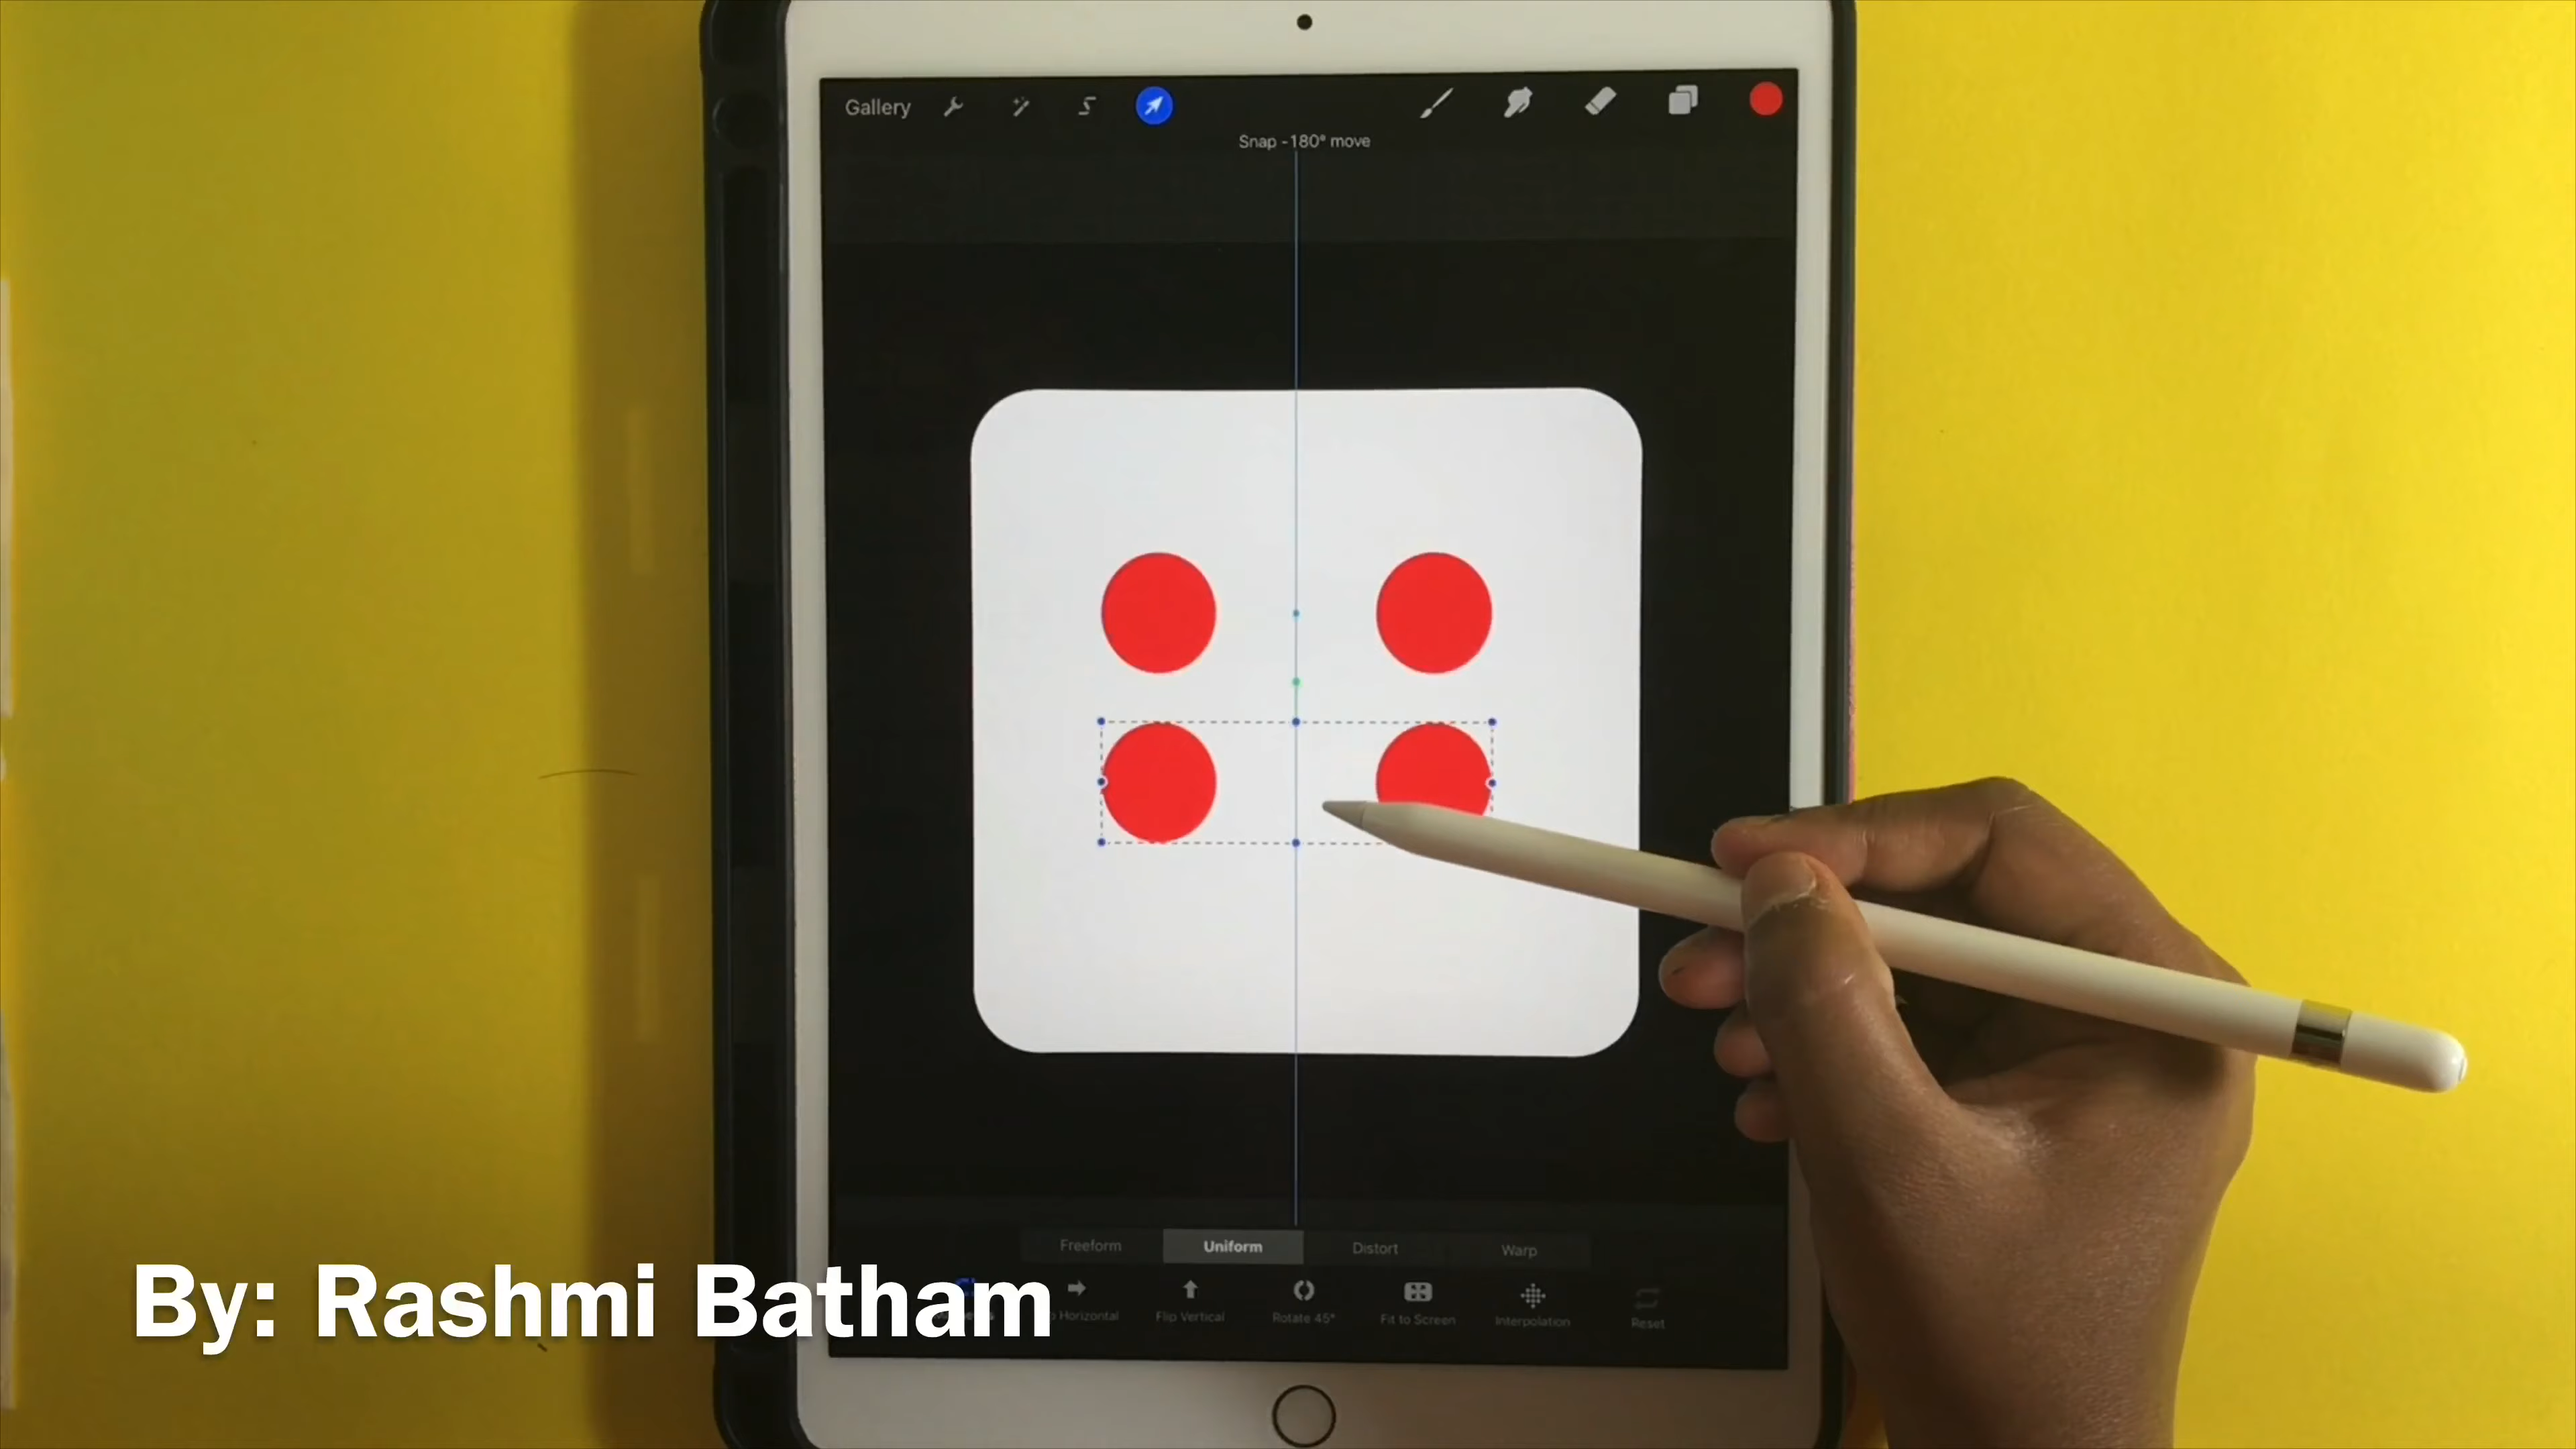 Gallery
Snap -180° move
Freeform Uniform Distort Warp
Horizontal Flip Vertical Rotate 45° Fit to Screen Interpolation Reset
By: Rashmi Batham